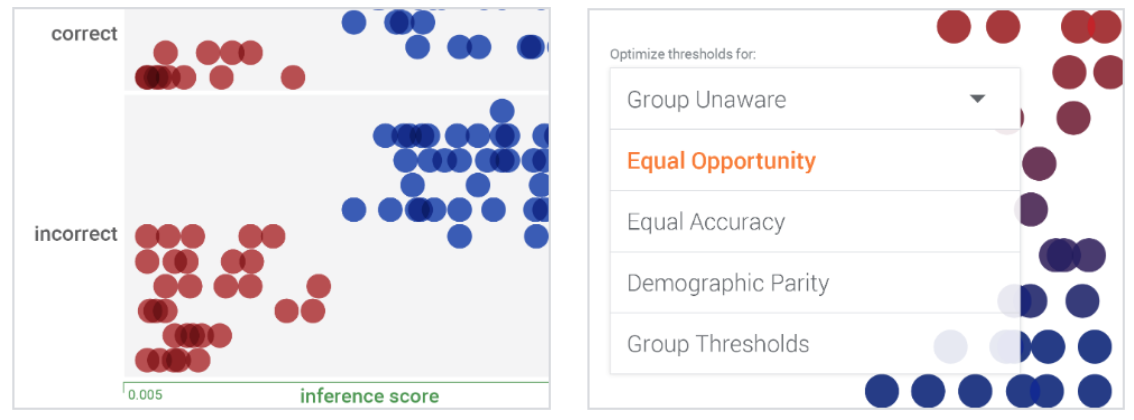 correct
incorrect
0.005
inference score
Optimize thresholds for:
Group Unaware
Equal Opportunity
Equal Accuracy
Demographic Parity
Group Thresholds